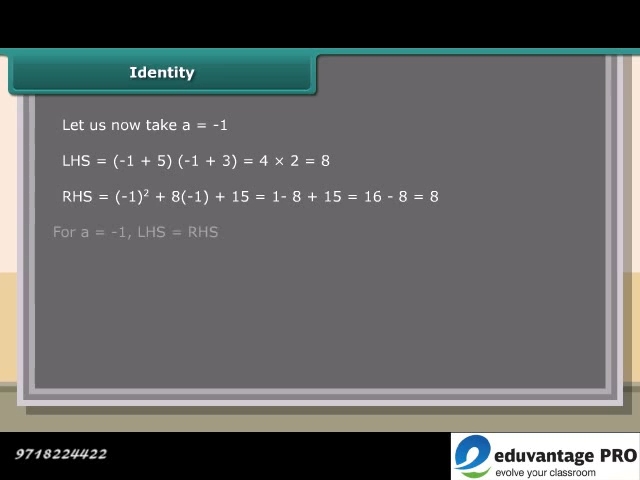 Identity
Let us now take a = -1
LHS = (-1 + 5) (-1 + 3) = 4 × 2 = 8
RHS = (-1)² + 8(-1) + 15 = 1- 8 + 15 = 16 - 8 = 8
For a = -1, LHS = RHS
9718224422
eduvantage PRO
evolve your classroom